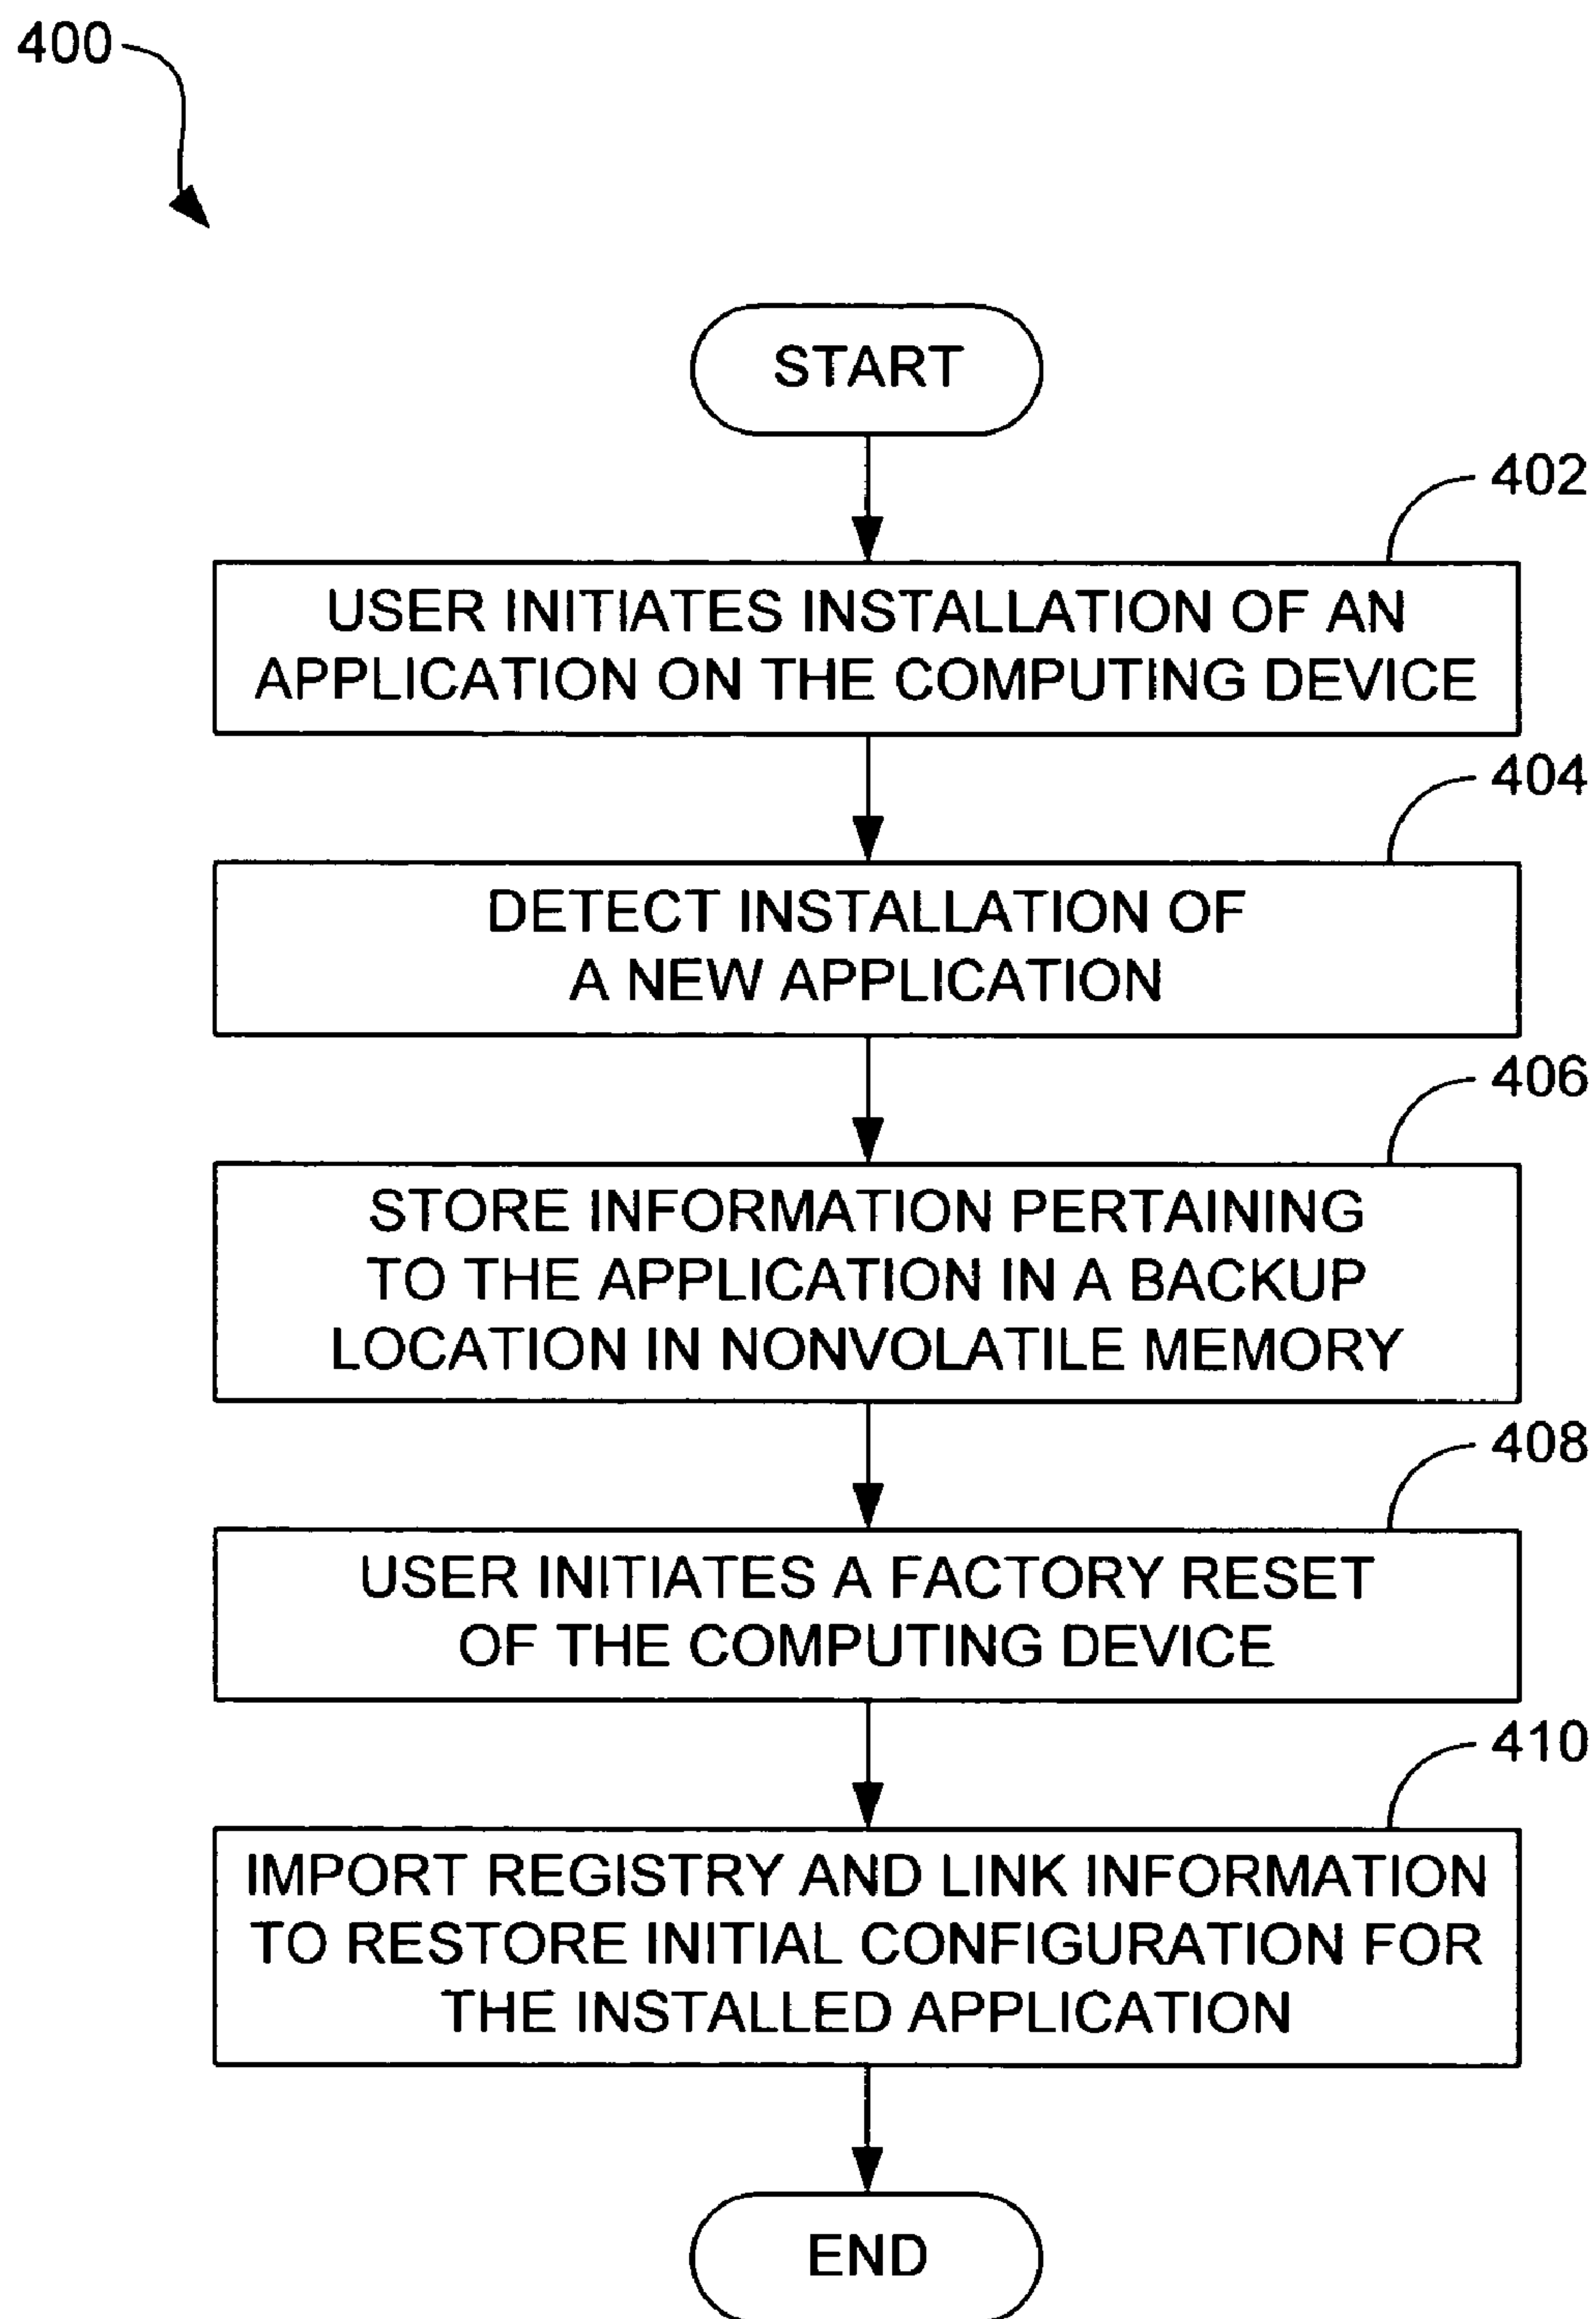 400
START
402
USER INITIATES INSTALLATION OF AN
APPLICATION ON THE COMPUTING DEVICE
404
DETECT INSTALLATION OF
A NEW APPLICATION
406
STORE INFORMATION PERTAINING
TO THE APPLICATION IN A BACKUP
LOCATION IN NONVOLATILE MEMORY
408
USER INITIATES A FACTORY RESET
OF THE COMPUTING DEVICE
410
IMPORT REGISTRY AND LINK INFORMATION
TO RESTORE INITIAL CONFIGURATION FOR
THE INSTALLED APPLICATION
END